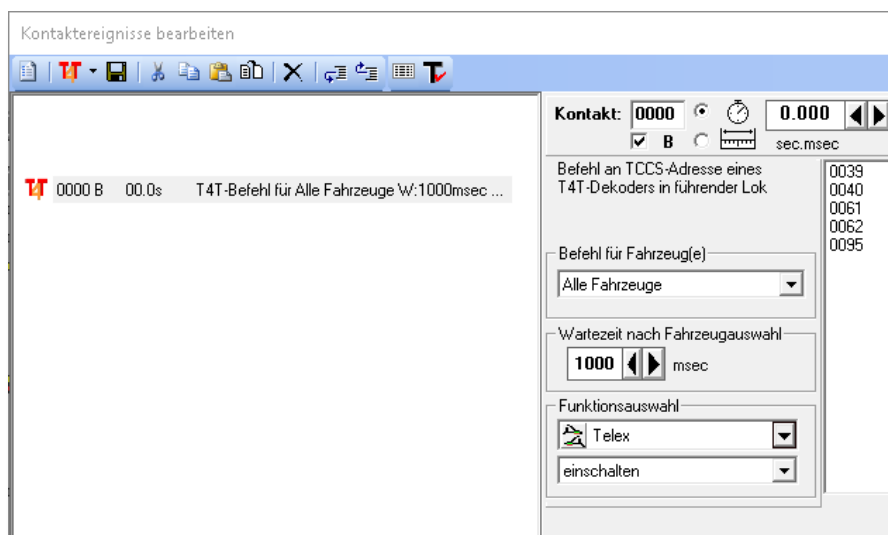 Kontaktereignisse bearbeiten
T4T
Kontakt: 0000 0.000
B sec.msec
Befehl an TCCS-Adresse eines
T4T-Dekoders in führender Lok
0039
0040
0061
0062
0095
T4T 0000 B 00.0s T4T-Befehl für Alle Fahrzeuge W:1000msec ...
Befehl für Fahrzeug(e)
Alle Fahrzeuge
Wartezeit nach Fahrzeugauswahl
1000 msec
Funktionsauswahl
Telex
einschalten